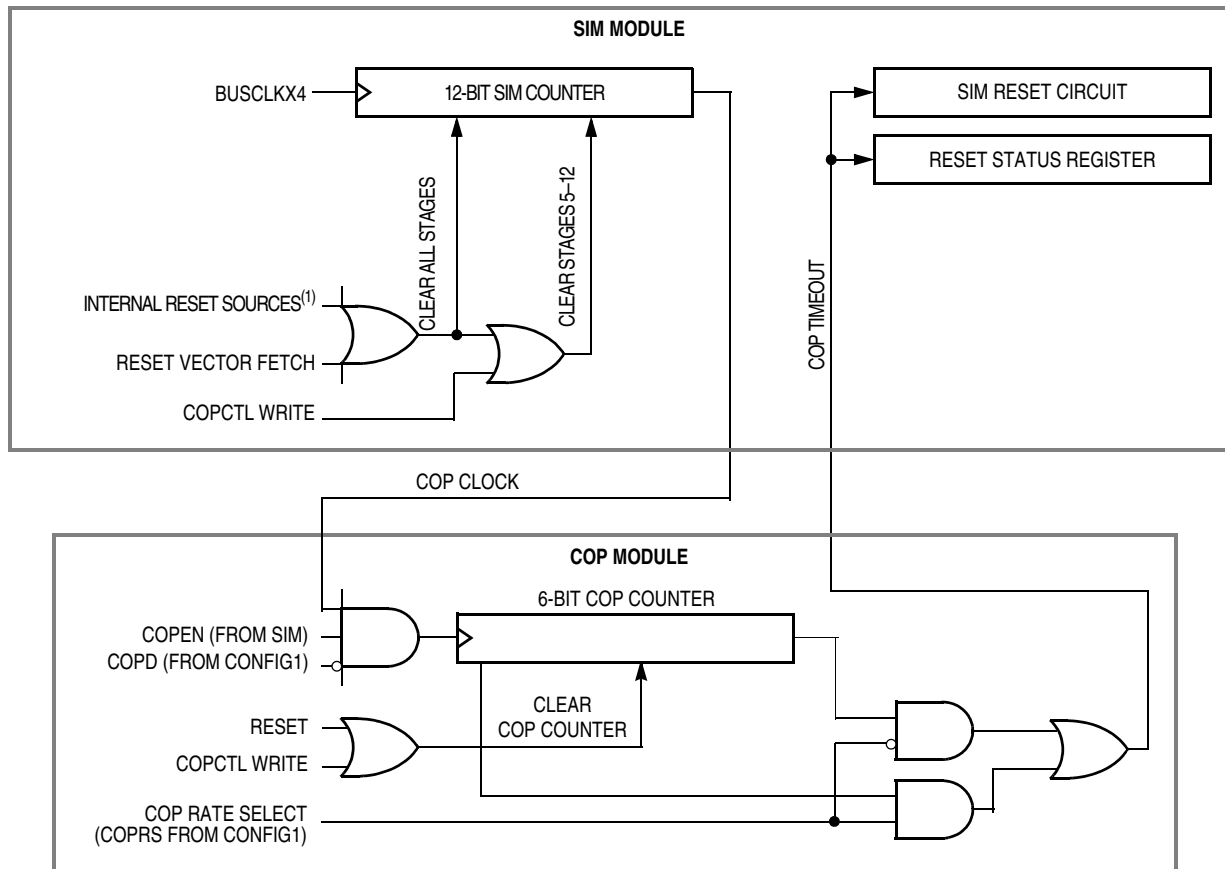 SIM MODULE
BUSCLKX4
12-BIT SIM COUNTER
SIM RESET CIRCUIT
RESET STATUS REGISTER
CLEAR ALL STAGES
CLEAR STAGES 5–12
COP TIMEOUT
INTERNAL RESET SOURCES(1)
RESET VECTOR FETCH
COPCTL WRITE
COP CLOCK
COP MODULE
6-BIT COP COUNTER
COPEN (FROM SIM)
COPD (FROM CONFIG1)
CLEAR
COP COUNTER
RESET
COPCTL WRITE
COP RATE SELECT
(COPRS FROM CONFIG1)